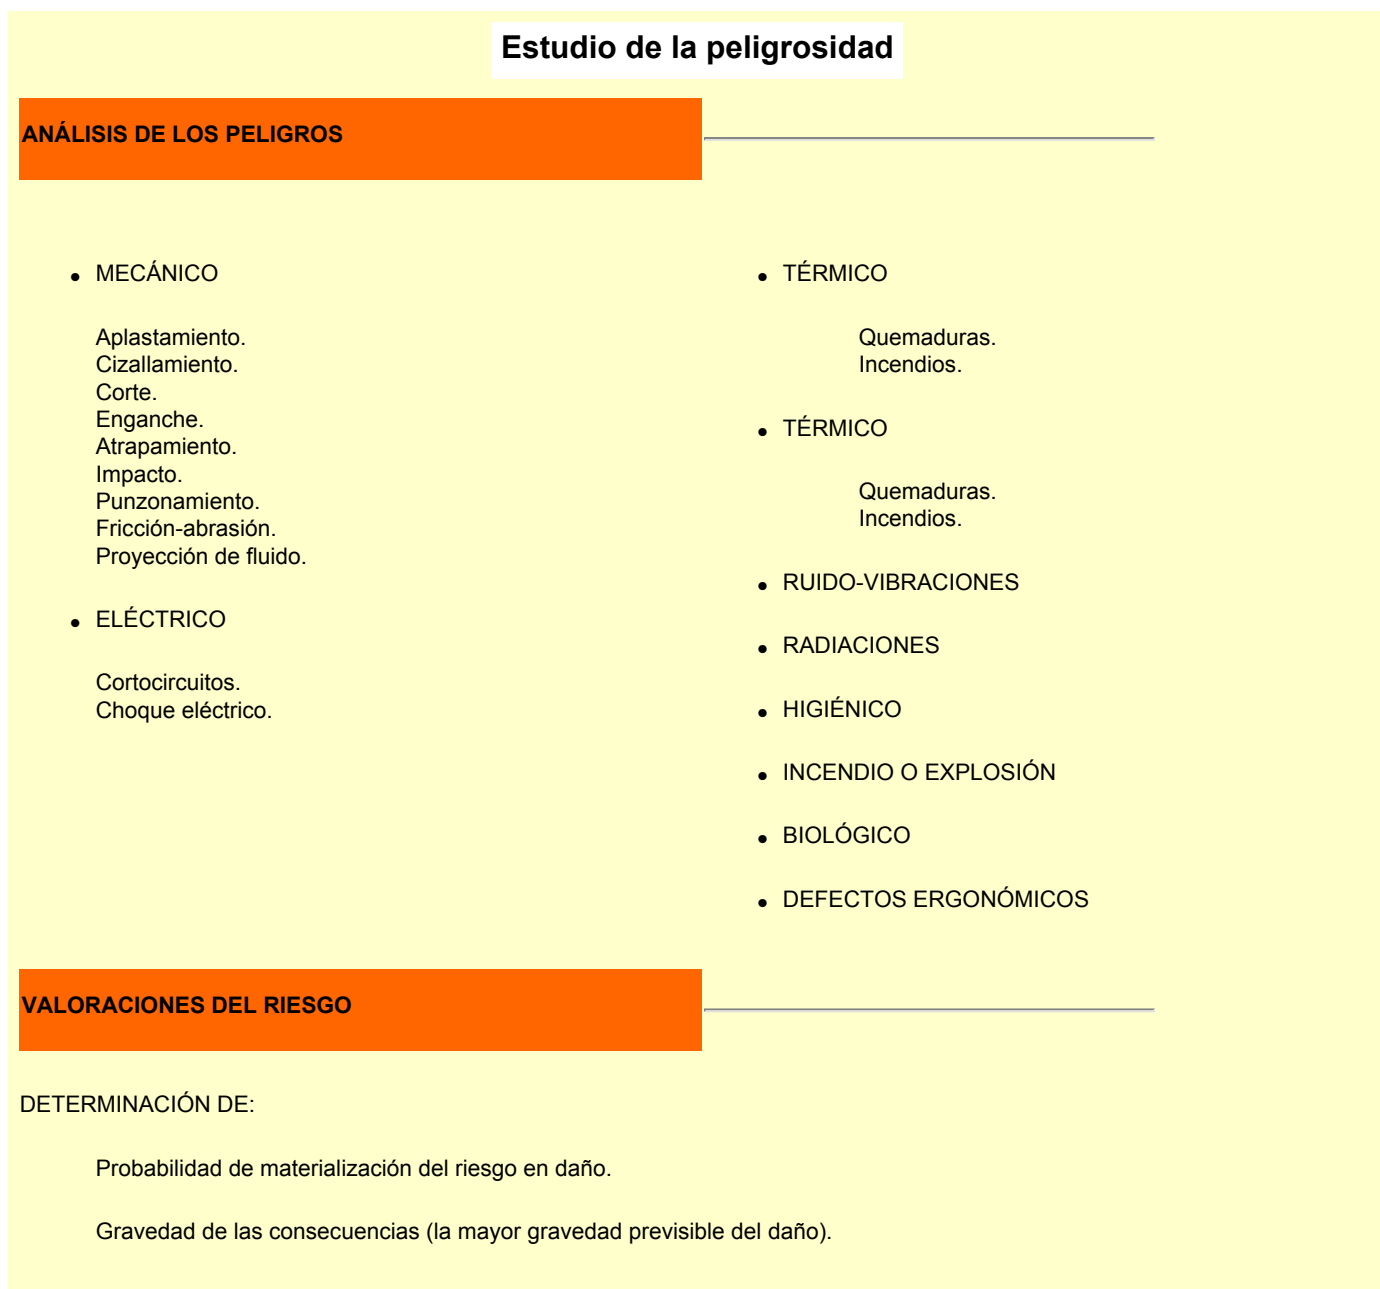 Estudio de la peligrosidad
ANÁLISIS DE LOS PELIGROS
MECÁNICO
Aplastamiento.
Cizallamiento.
Corte.
Enganche.
Atrapamiento.
Impacto.
Punzonamiento.
Fricción-abrasión.
Proyección de fluido.
ELÉCTRICO
Cortocircuitos.
Choque eléctrico.
TÉRMICO
Quemaduras.
Incendios.
TÉRMICO
Quemaduras.
Incendios.
RUIDO-VIBRACIONES
RADIACIONES
HIGIÉNICO
INCENDIO O EXPLOSIÓN
BIOLÓGICO
DEFECTOS ERGONÓMICOS
VALORACIONES DEL RIESGO
DETERMINACIÓN DE:
Probabilidad de materialización del riesgo en daño.
Gravedad de las consecuencias (la mayor gravedad previsible del daño).